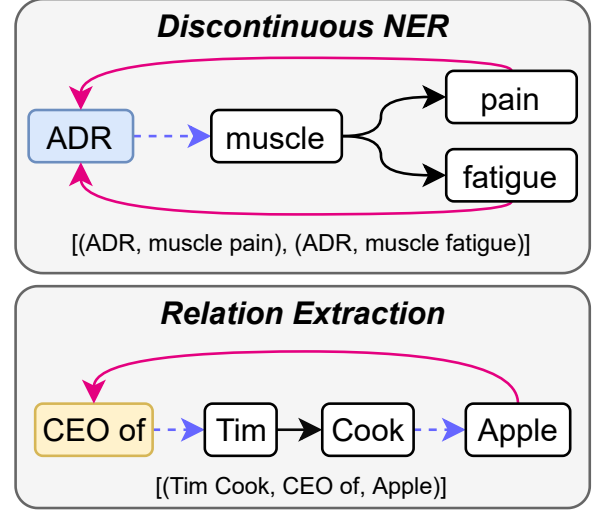 Discontinuous NER
ADR
muscle
pain
fatigue
[(ADR, muscle pain), (ADR, muscle fatigue)]
Relation Extraction
CEO of
Tim
Cook
Apple
[(Tim Cook, CEO of, Apple)]